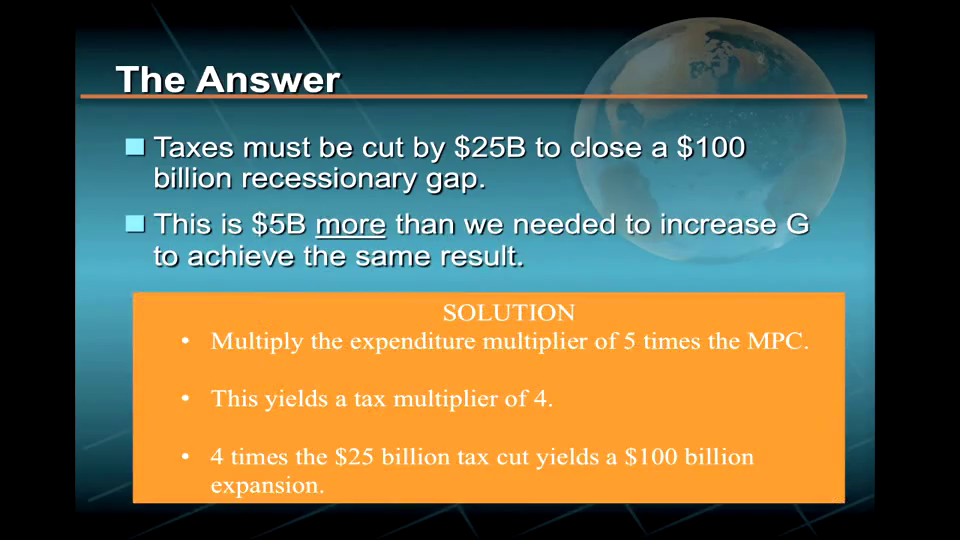 The Answer
Taxes must be cut by $25B to close a $100
billion recessionary gap.
This is $5B more than we needed to increase G
to achieve the same result.
SOLUTION
• Multiply the expenditure multiplier of 5 times the MPC.
• This yields a tax multiplier of 4.
• 4 times the $25 billion tax cut yields a $100 billion
expansion.